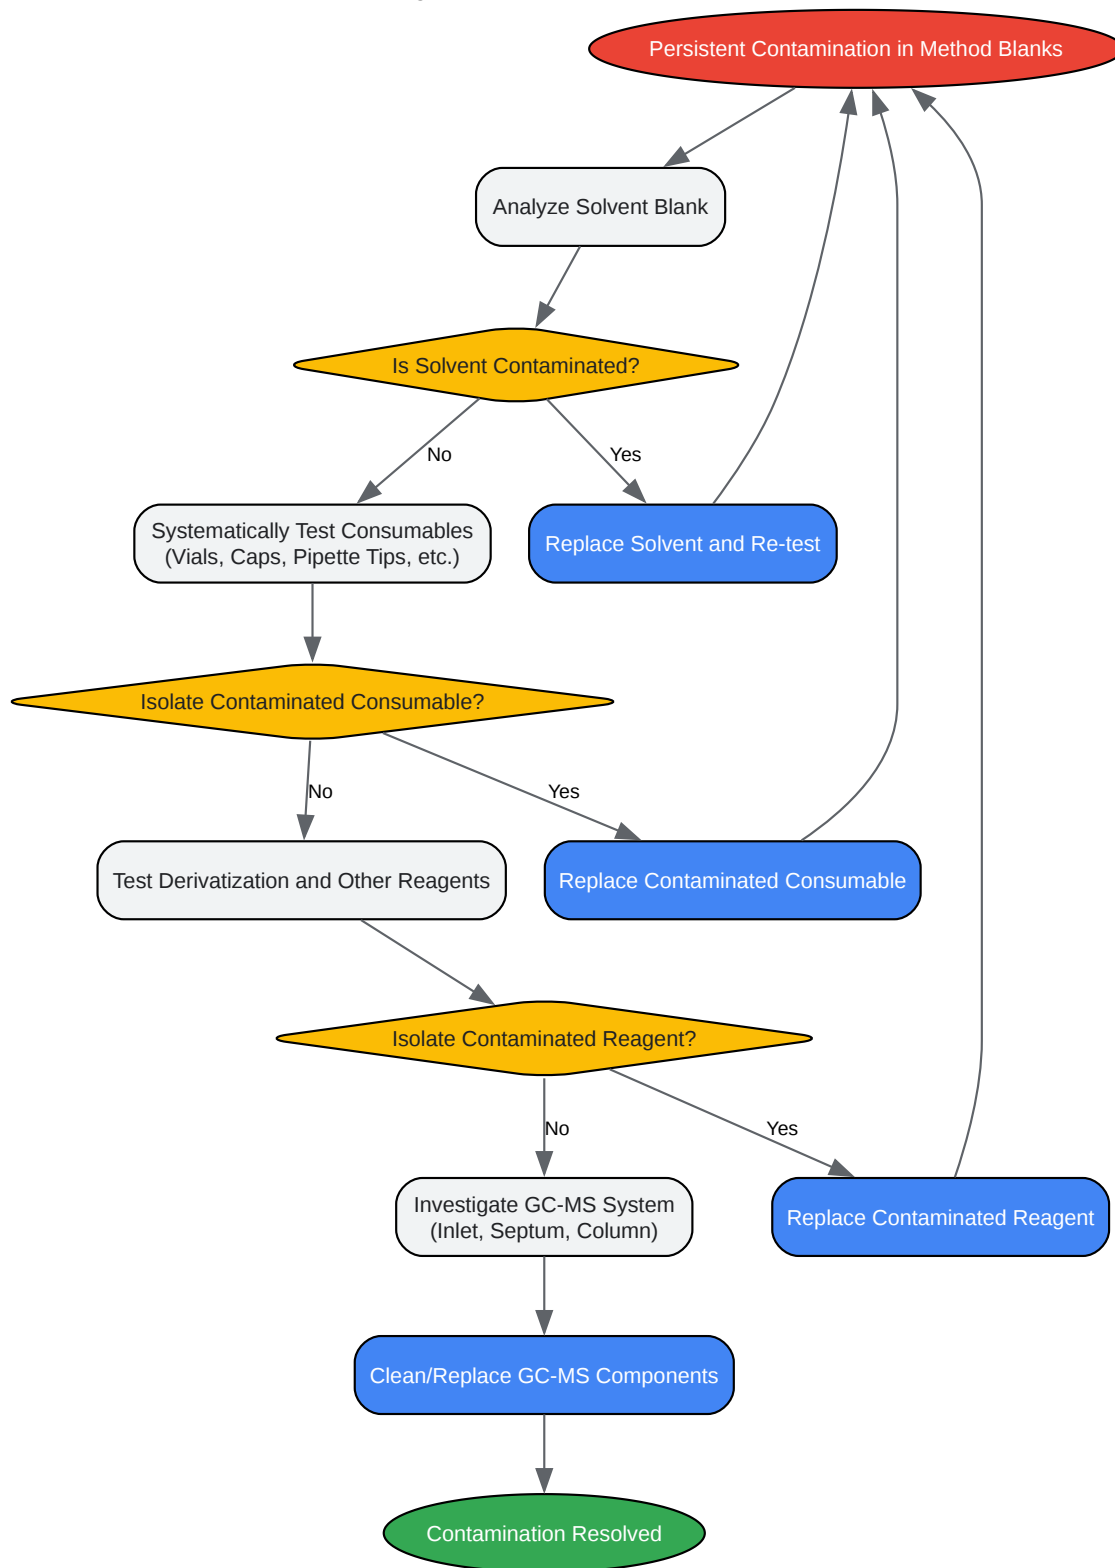 Persistent Contamination in Method Blanks
Analyze Solvent Blank
Is Solvent Contaminated?
No
Yes
Systematically Test Consumables
(Vials, Caps, Pipette Tips, etc.)
Replace Solvent and Re-test
Isolate Contaminated Consumable?
No
Yes
Test Derivatization and Other Reagents
Replace Contaminated Consumable
Isolate Contaminated Reagent?
No
Yes
Investigate GC-MS System
(Inlet, Septum, Column)
Replace Contaminated Reagent
Clean/Replace GC-MS Components
Contamination Resolved